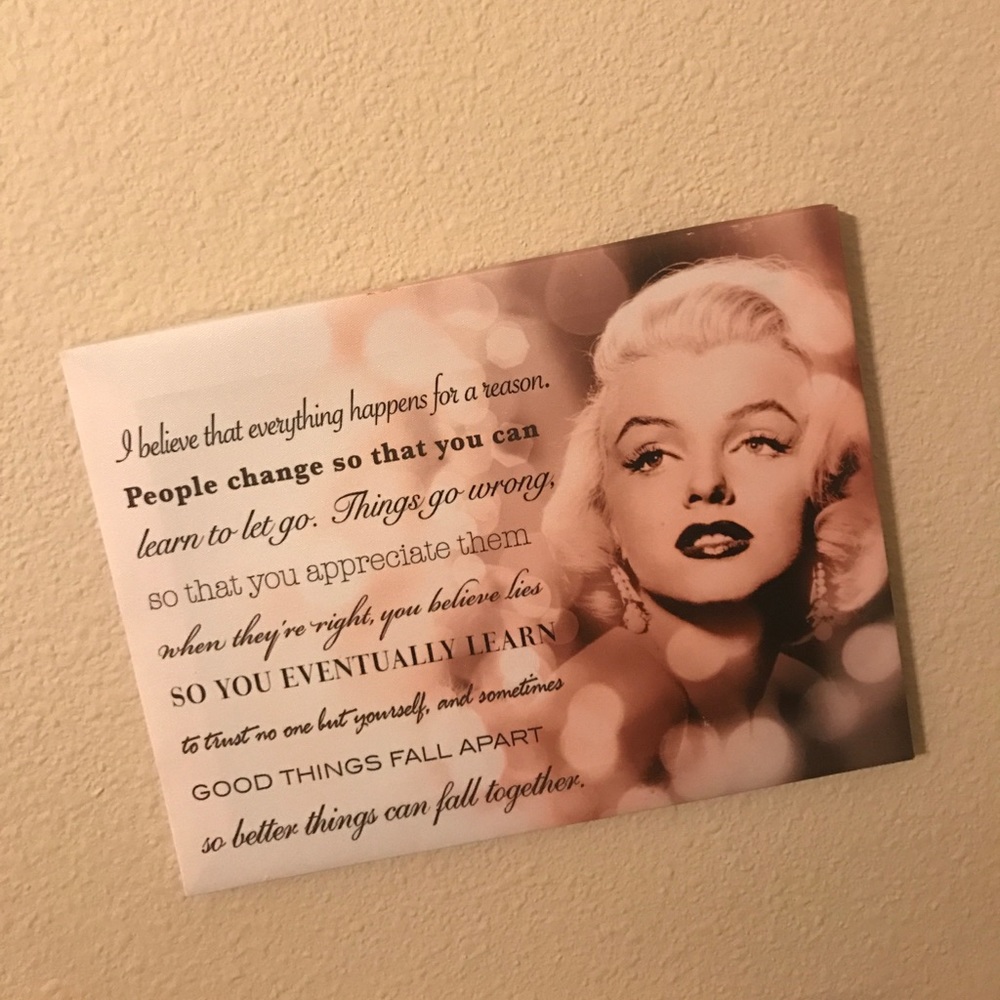 I believe that everything happens for a reason.
People change so that you can
learn to let go. Things go wrong,
so that you appreciate them
when they're right, you believe lies
SO YOU EVENTUALLY LEARN
to trust no one but yourself, and sometimes
GOOD THINGS FALL APART
so better things can fall together.